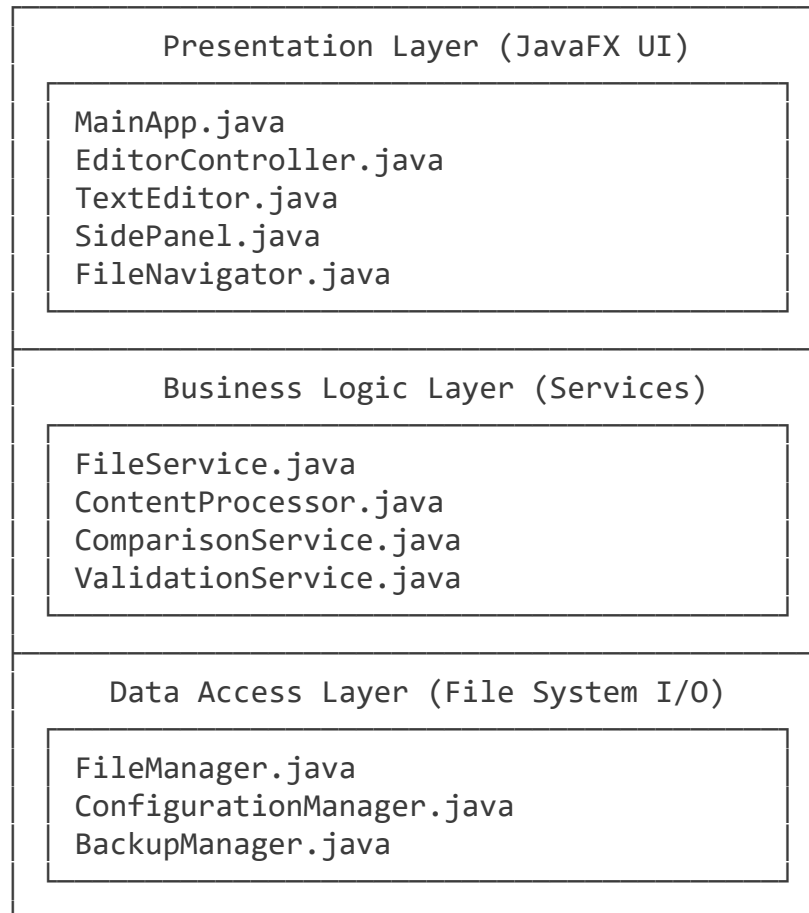 Presentation Layer (JavaFX UI)
MainApp.java
EditorController.java
TextEditor.java
SidePanel.java
FileNavigator.java
Business Logic Layer (Services)
FileService.java
ContentProcessor.java
ComparisonService.java
ValidationService.java
Data Access Layer (File System I/O)
FileManager.java
ConfigurationManager.java
BackupManager.java